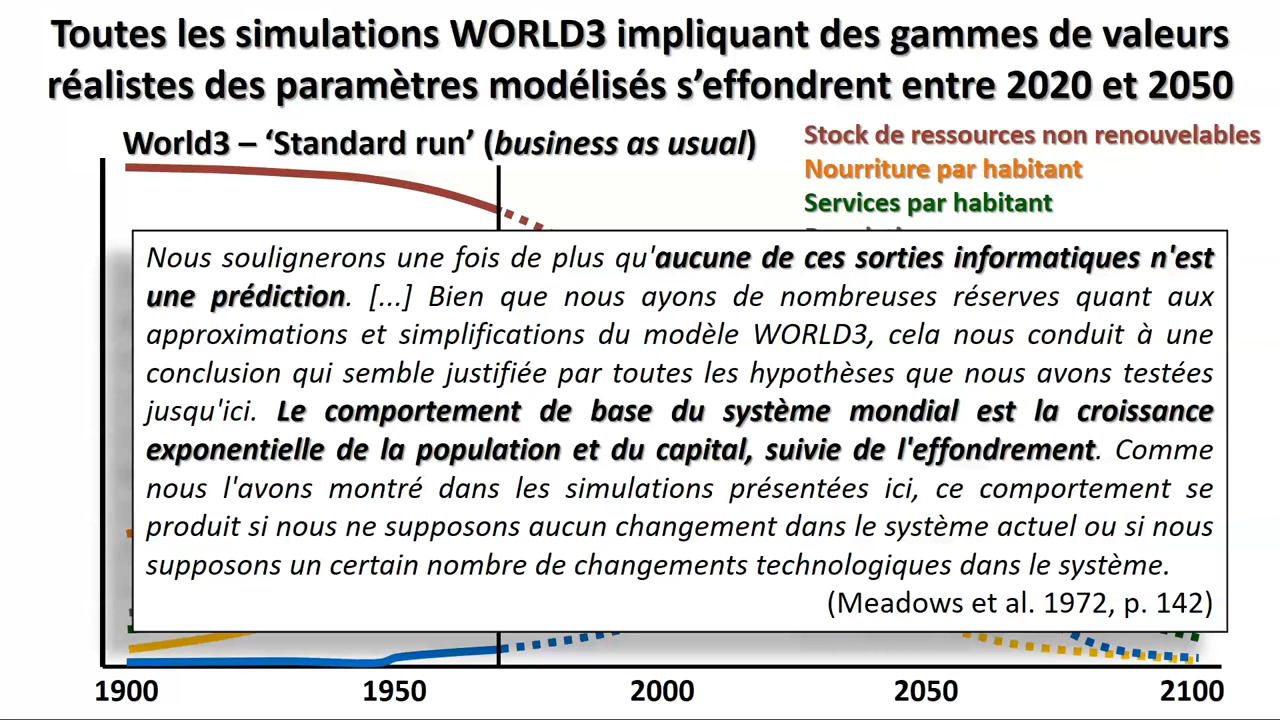 Toutes les simulations WORLD3 impliquant des gammes de valeurs
réalistes des paramètres modélisés s’effondrent entre 2020 et 2050
World3 – ‘Standard run’ (business as usual)
Stock de ressources non renouvelables
Nourriture par habitant
Services par habitant
Nous soulignerons une fois de plus qu'aucune de ces sorties informatiques n'est
une prédiction. [...] Bien que nous ayons de nombreuses réserves quant aux
approximations et simplifications du modèle WORLD3, cela nous conduit à une
conclusion qui semble justifiée par toutes les hypothèses que nous avons testées
jusqu'ici. Le comportement de base du système mondial est la croissance
exponentielle de la population et du capital, suivie de l'effondrement. Comme
nous l'avons montré dans les simulations présentées ici, ce comportement se
produit si nous ne supposons aucun changement dans le système actuel ou si nous
supposons un certain nombre de changements technologiques dans le système.
(Meadows et al. 1972, p. 142)
1900 1950 2000 2050 2100